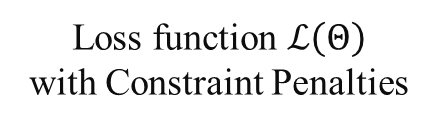 Loss function ℒ(Θ)
with Constraint Penalties